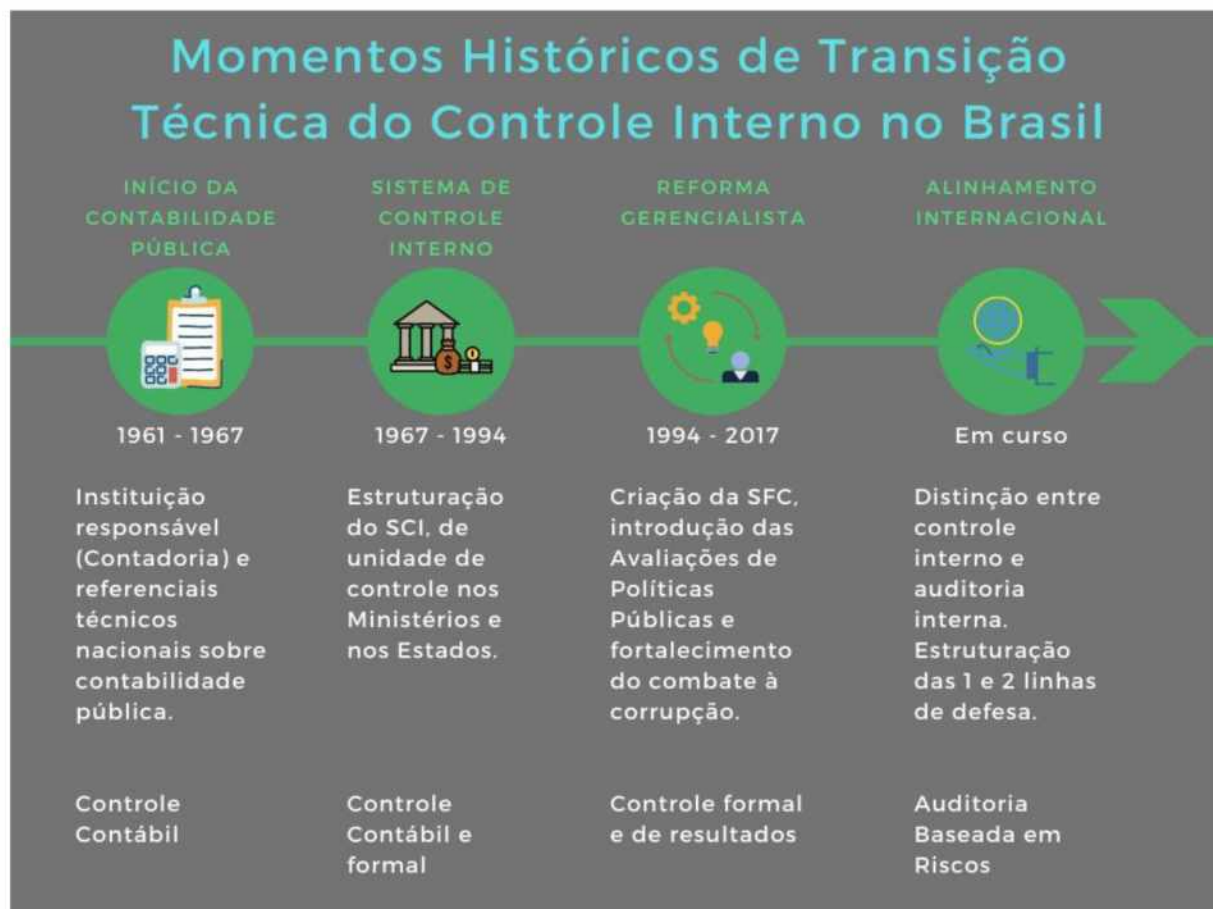 Momentos Históricos de Transição
Técnica do Controle Interno no Brasil
INÍCIO DA
CONTABILIDADE
PÚBLICA
1961 - 1967
Instituição
responsável
(Contadoria) e
referenciais
técnicos
nacionais sobre
contabilidade
pública.
Controle
Contábil
SISTEMA DE
CONTROLE
INTERNO
$
1967 - 1994
Estruturação
do SCI, de
unidade de
controle nos
Ministérios e
nos Estados.
Controle
Contábil e
formal
REFORMA
GERENCIALISTA
1994 - 2017
Criação da SFC,
introdução das
Avaliações de
Políticas
Públicas e
fortalecimento
do combate à
corrupção.
Controle formal
e de resultados
ALINHAMENTO
INTERNACIONAL
Em curso
Distinção entre
controle
interno e
auditoria
interna.
Estruturação
das 1 e 2 linhas
de defesa.
Auditoria
Baseada em
Riscos